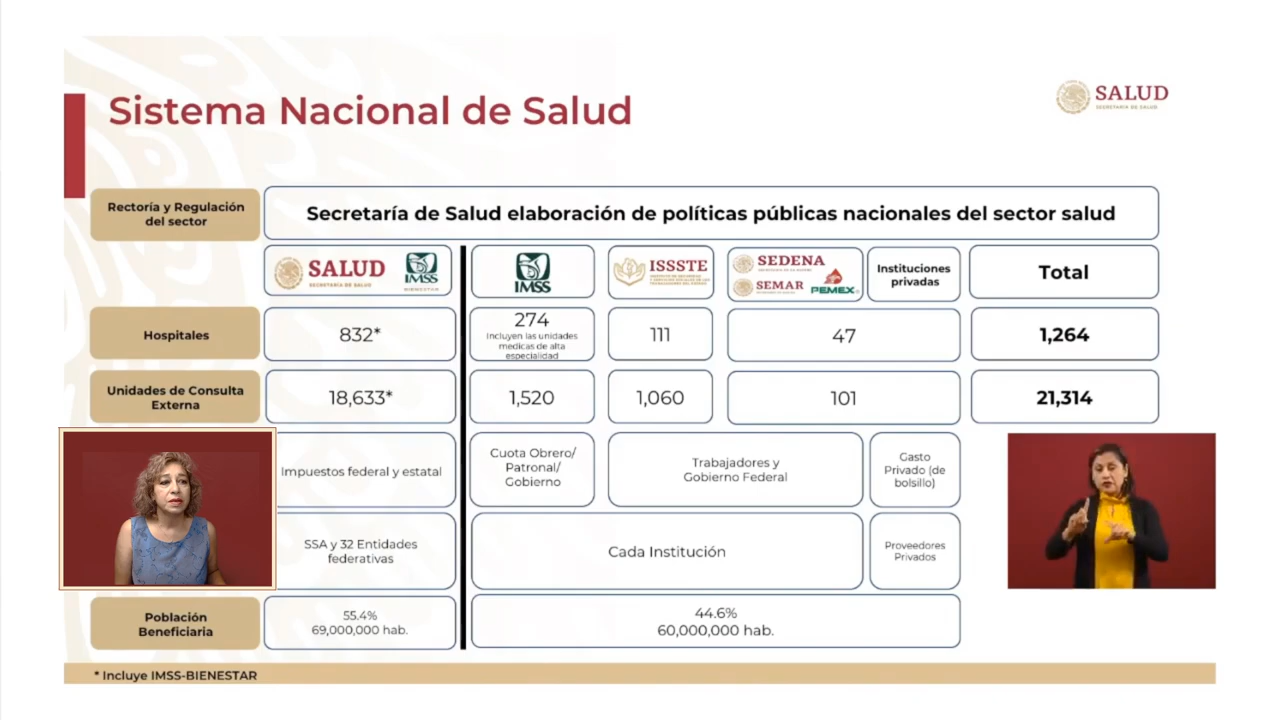 Sistema Nacional de Salud
SALUD
SECRETARÍA DE SALUD
Rectoría y Regulación
del sector
Secretaría de Salud elaboración de políticas públicas nacionales del sector salud
SALUD
SECRETARÍA DE SALUD
IMSS
BIENESTAR
IMSS
ISSSTE
SEDENA
SEMAR
PEMEX
Instituciones
privadas
Total
Hospitales
832*
274
Incluyen las unidades
medicas de alta
especialidad
111
47
1,264
Unidades de Consulta
Externa
18,633*
1,520
1,060
101
21,314
Impuestos federal y estatal
Cuota Obrero/
Patronal/
Gobierno
Trabajadores y
Gobierno Federal
Gasto
Privado (de
bolsillo)
SSA y 32 Entidades
federativas
Cada Institución
Proveedores
Privados
Población
Beneficiaria
55.4%
69,000,000 hab.
44.6%
60,000,000 hab.
* Incluye IMSS-BIENESTAR